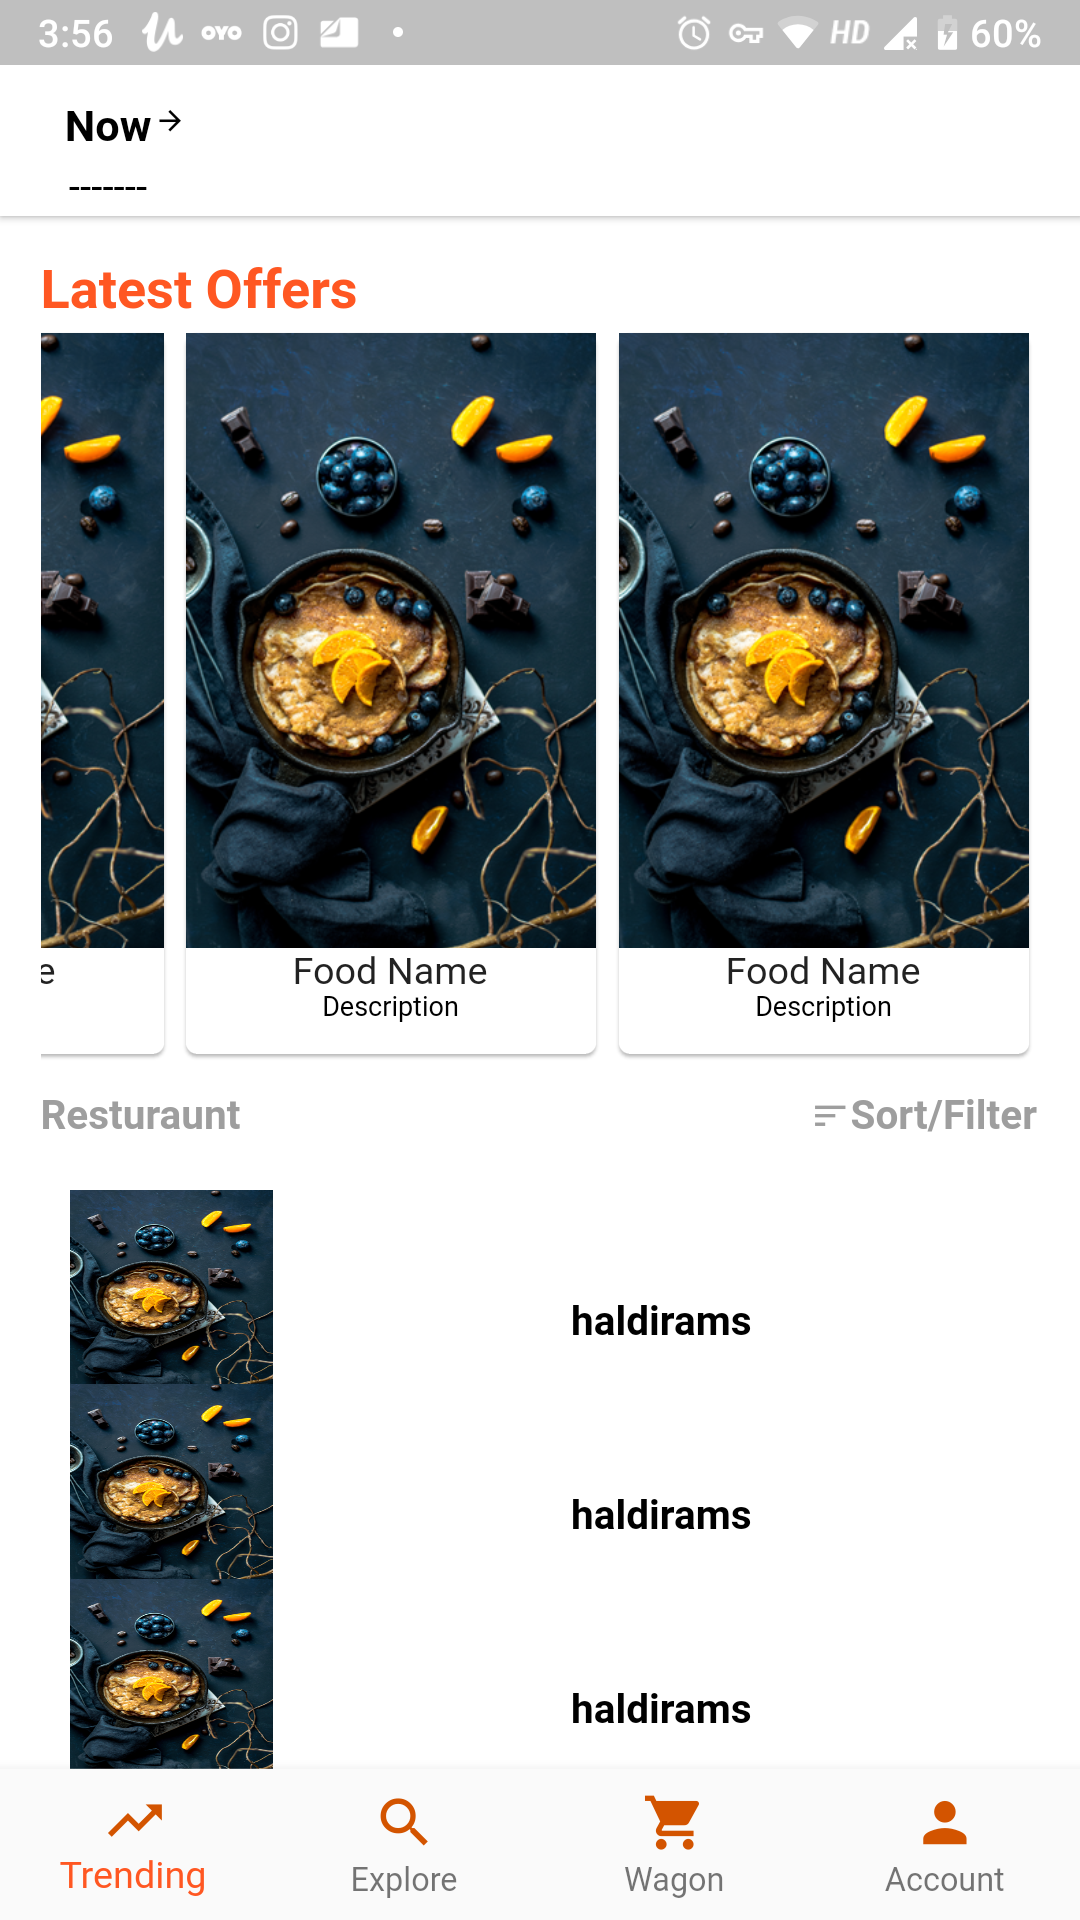 3:56 OYO HD 60%
Now
-------
Latest Offers
e
Food Name
Food Name
Description
Description
Resturaunt
Sort/Filter
haldirams
haldirams
haldirams
Trending
Explore
Wagon
Account